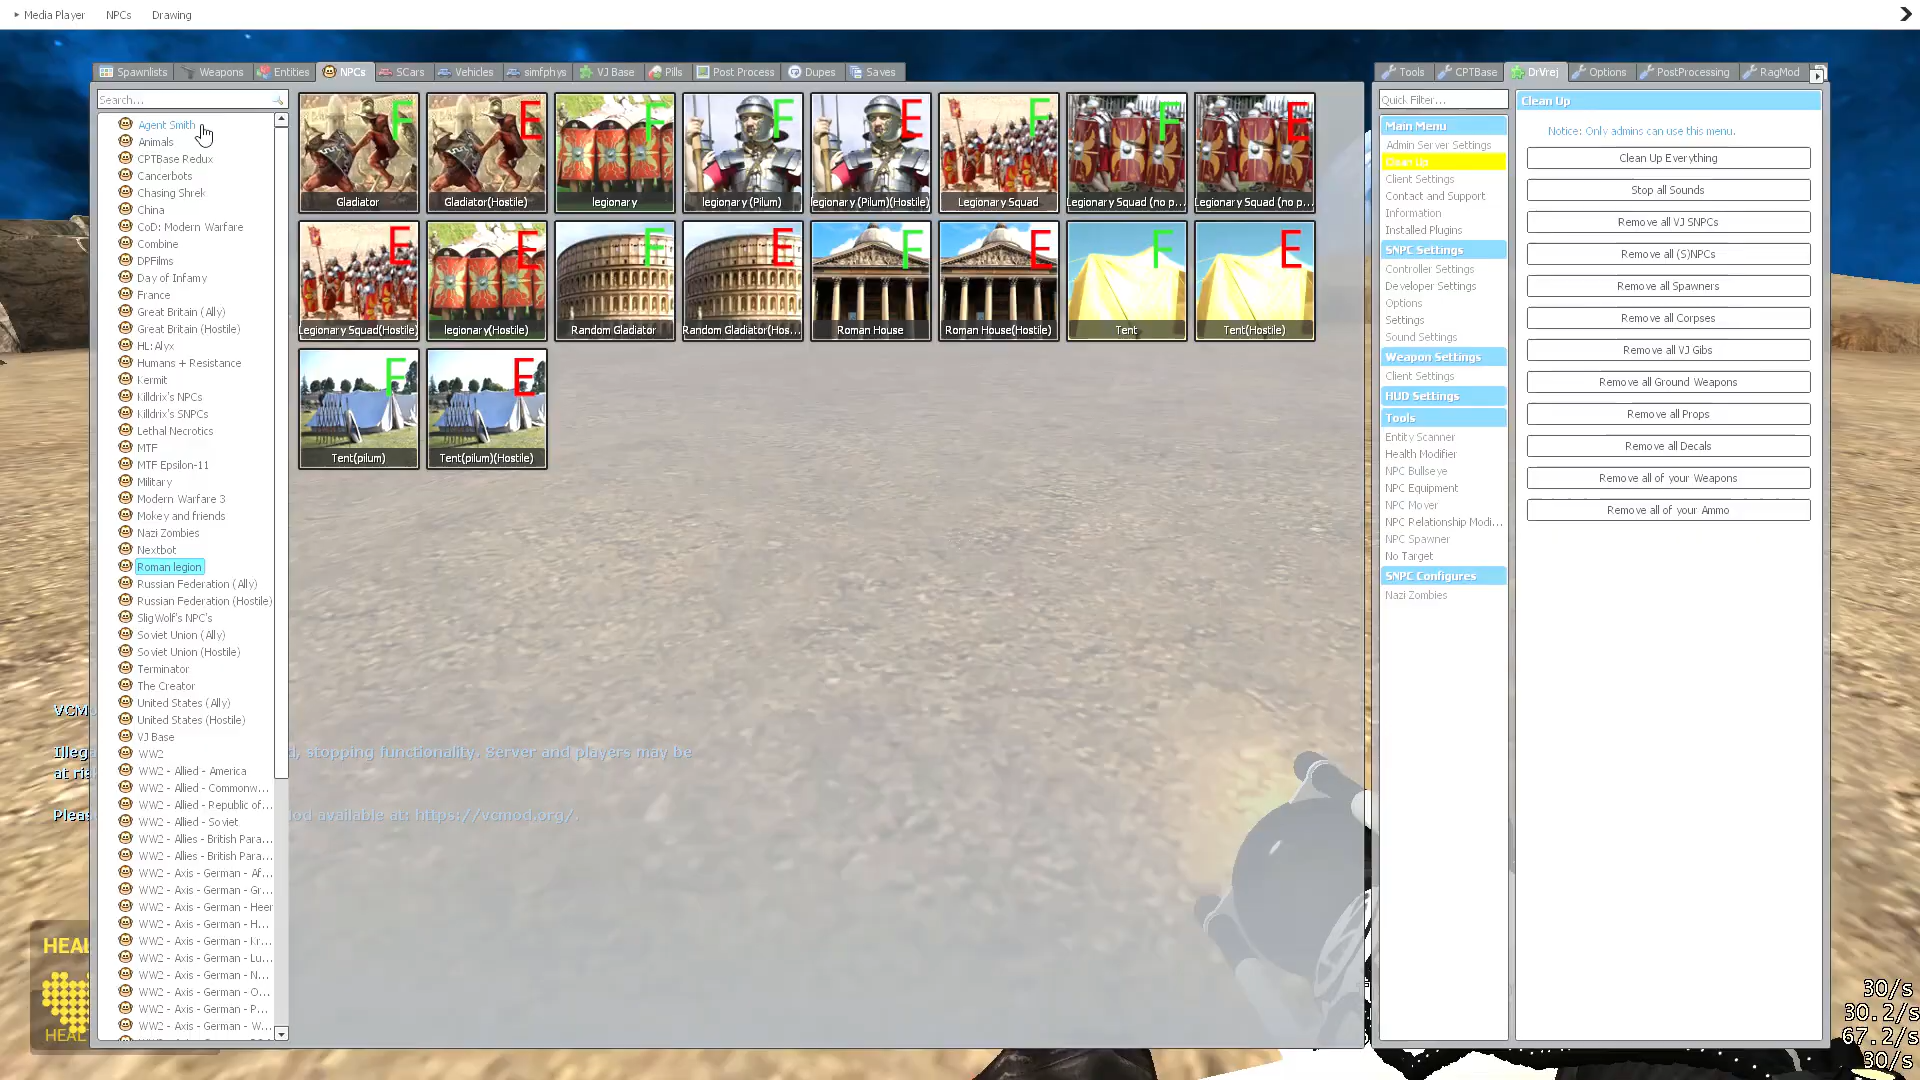 Media Player NPCs Drawing
Spawnlists Weapons Entities NPCs SCars Vehicles simfphys VJ Base Pills Post Process Dupes Saves
Search...
Agent Smith
Animals
CPTBase Redux
Cancerbots
Chasing Shrek
China
CoD: Modern Warfare
Combine
DPFilms
Day of Infamy
France
Great Britain (Ally)
Great Britain (Hostile)
HL: Alyx
Humans + Resistance
Kermit
Killdrix's NPCs
Killdrix's SNPCs
Lethal Necrotics
MTF
MTF Epsilon-11
Military
Modern Warfare 3
Mokey and friends
Nazi Zombies
Nextbot
Roman legion
Russian Federation (Ally)
Russian Federation (Hostile)
SligWolf's NPC's
Soviet Union (Ally)
Soviet Union (Hostile)
Terminator
The Creator
United States (Ally)
United States (Hostile)
VJ Base
WW2
WW2 - Allied - America
WW2 - Allied - Commonw...
WW2 - Allied - Republic of...
WW2 - Allied - Soviet
WW2 - Allies - British Para...
WW2 - Allies - British Para...
WW2 - Axis - German - Af...
WW2 - Axis - German - Gr...
WW2 - Axis - German - Heer
WW2 - Axis - German - H...
WW2 - Axis - German - Kr...
WW2 - Axis - German - Lu...
WW2 - Axis - German - N...
WW2 - Axis - German - O...
WW2 - Axis - German - P...
WW2 - Axis - German - W...
F E F F E F F E
Gladiator Gladiator(Hostile) legionary legionary (Pilum) legionary (Pilum)(Hostile) Legionary Squad Legionary Squad (no p... Legionary Squad (no p...
E E F E F E F E
Legionary Squad(Hostile) legionary(Hostile) Random Gladiator Random Gladiator(Hos... Roman House Roman House(Hostile) Tent Tent(Hostile)
F E
Tent(pilum) Tent(pilum)(Hostile)
VCM
Illega d, stopping functionality. Server and players may be
at ri
Pleas od available at: https://vcmod.org/.
HEAL
HEAL
Tools CPTBase DrVrej Options PostProcessing RagMod
Quick Filter...
Main Menu
Admin Server Settings
Clean Up
Client Settings
Contact and Support
Information
Installed Plugins
SNPC Settings
Controller Settings
Developer Settings
Options
Settings
Sound Settings
Weapon Settings
Client Settings
HUD Settings
Tools
Entity Scanner
Health Modifier
NPC Bullseye
NPC Equipment
NPC Mover
NPC Relationship Modi...
NPC Spawner
No Target
SNPC Configures
Nazi Zombies
Clean Up
Notice: Only admins can use this menu.
Clean Up Everything
Stop all Sounds
Remove all VJ SNPCs
Remove all (S)NPCs
Remove all Spawners
Remove all Corpses
Remove all VJ Gibs
Remove all Ground Weapons
Remove all Props
Remove all Decals
Remove all of your Weapons
Remove all of your Ammo
30/s
30.2/s
67.2/s
30/s